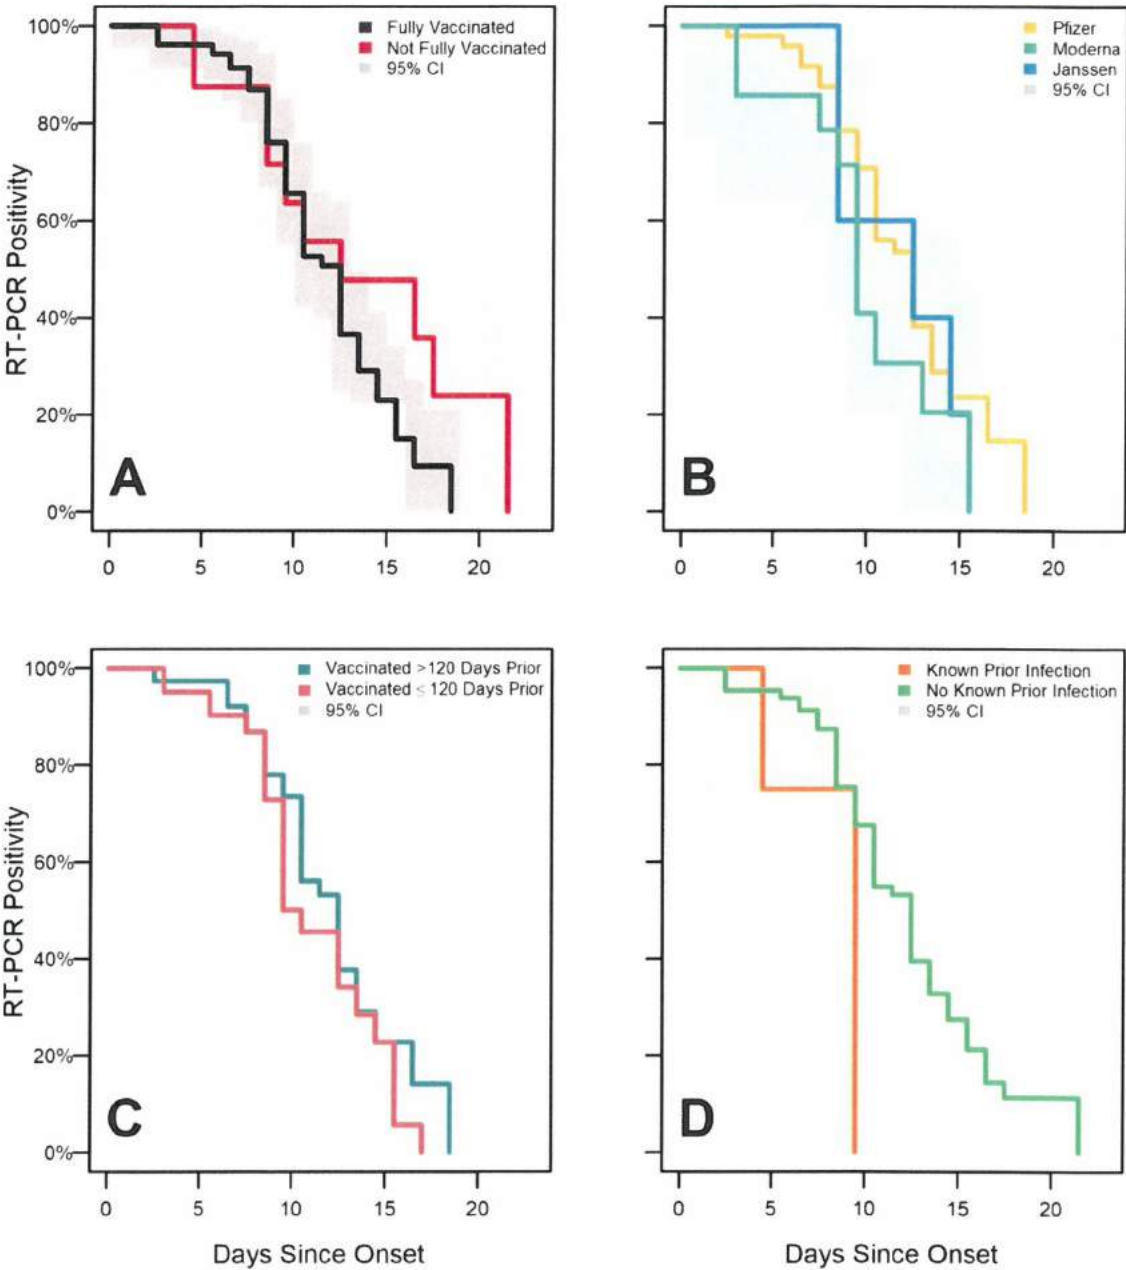 Fully Vaccinated
Not Fully Vaccinated
95% CI
100%
80%
60%
40%
20%
0%
RT-PCR Positivity
A
0 5 10 15 20
Pfizer
Moderna
Janssen
95% CI
B
0 5 10 15 20
Vaccinated >120 Days Prior
Vaccinated ≤ 120 Days Prior
95% CI
100%
80%
60%
40%
20%
0%
RT-PCR Positivity
C
0 5 10 15 20
Days Since Onset
Known Prior Infection
No Known Prior Infection
95% CI
D
0 5 10 15 20
Days Since Onset